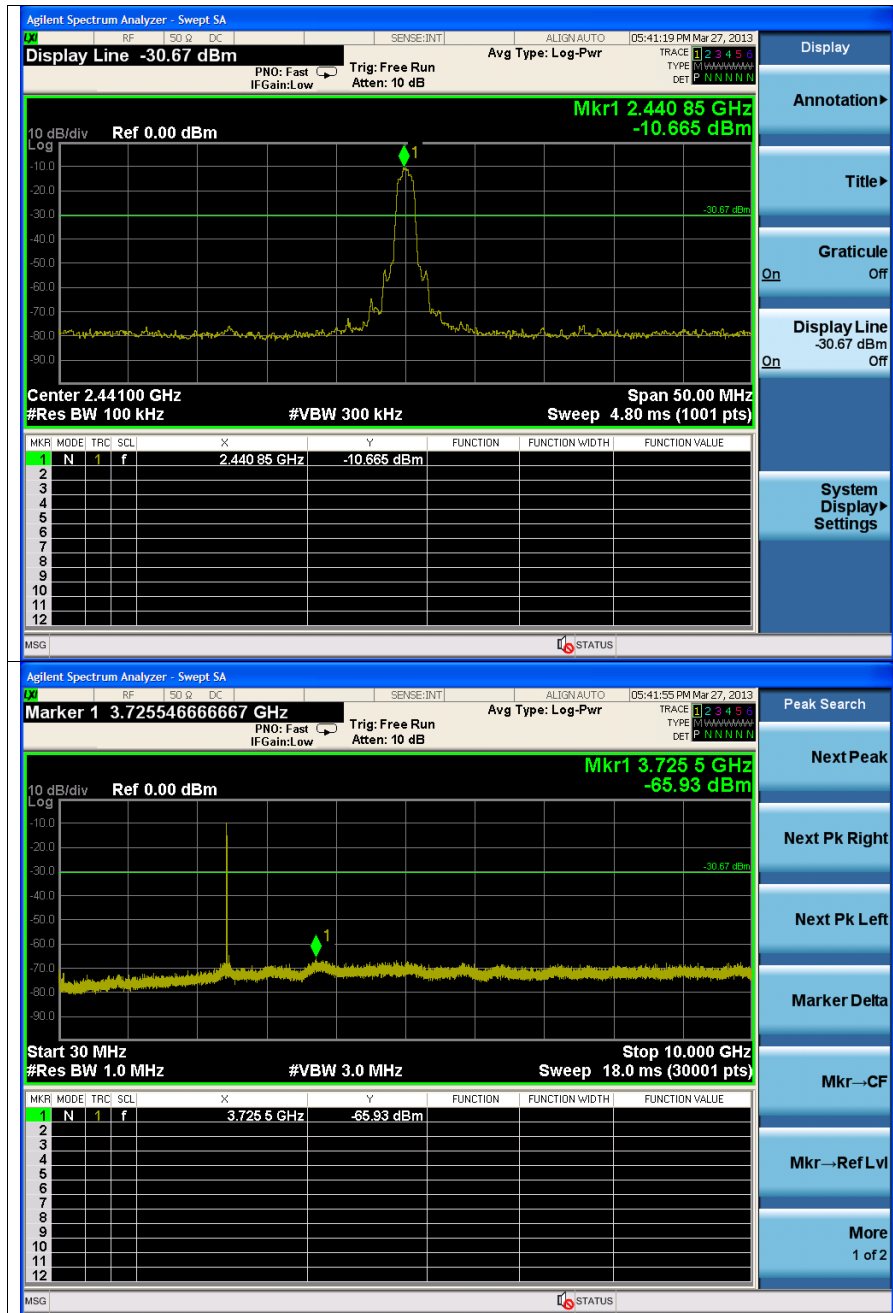 Agilent Spectrum Analyzer - Swept SA
LXI RF 50 Ω DC SENSE:INT ALIGN AUTO 05:41:19 PM Mar 27, 2013
Display Line -30.67 dBm
PNO: Fast
IFGain:Low
Trig: Free Run
Atten: 10 dB
Avg Type: Log-Pwr
TRACE 1 2 3 4 5 6
TYPE M WWWWW
DET P N N N N N
Mkr1 2.440 85 GHz
-10.665 dBm
10 dB/div Ref 0.00 dBm
Log
1
-10.0
-20.0
-30.0
-30.67 dBm
-40.0
-50.0
-60.0
-70.0
-80.0
-90.0
Center 2.44100 GHz Span 50.00 MHz
#Res BW 100 kHz #VBW 300 kHz Sweep 4.80 ms (1001 pts)
MKR MODE TRC SCL X Y FUNCTION FUNCTION WIDTH FUNCTION VALUE
1 N 1 f 2.440 85 GHz -10.665 dBm
2
3
4
5
6
7
8
9
10
11
12
MSG STATUS
Display
Annotation▶
Title▶
Graticule
On Off
Display Line
-30.67 dBm
On Off
System
Display▶
Settings
Agilent Spectrum Analyzer - Swept SA
LXI RF 50 Ω DC SENSE:INT ALIGN AUTO 05:41:55 PM Mar 27, 2013
Marker 1 3.725546666667 GHz
PNO: Fast
IFGain:Low
Trig: Free Run
Atten: 10 dB
Avg Type: Log-Pwr
TRACE 1 2 3 4 5 6
TYPE M WWWWW
DET P N N N N N
Mkr1 3.725 5 GHz
-65.93 dBm
10 dB/div Ref 0.00 dBm
Log
-10.0
-20.0
-30.0
-30.67 dBm
-40.0
-50.0
1
-60.0
-70.0
-80.0
-90.0
Start 30 MHz Stop 10.000 GHz
#Res BW 1.0 MHz #VBW 3.0 MHz Sweep 18.0 ms (30001 pts)
MKR MODE TRC SCL X Y FUNCTION FUNCTION WIDTH FUNCTION VALUE
1 N 1 f 3.725 5 GHz -65.93 dBm
2
3
4
5
6
7
8
9
10
11
12
MSG STATUS
Peak Search
Next Peak
Next Pk Right
Next Pk Left
Marker Delta
Mkr→CF
Mkr→Ref Lvl
More
1 of 2